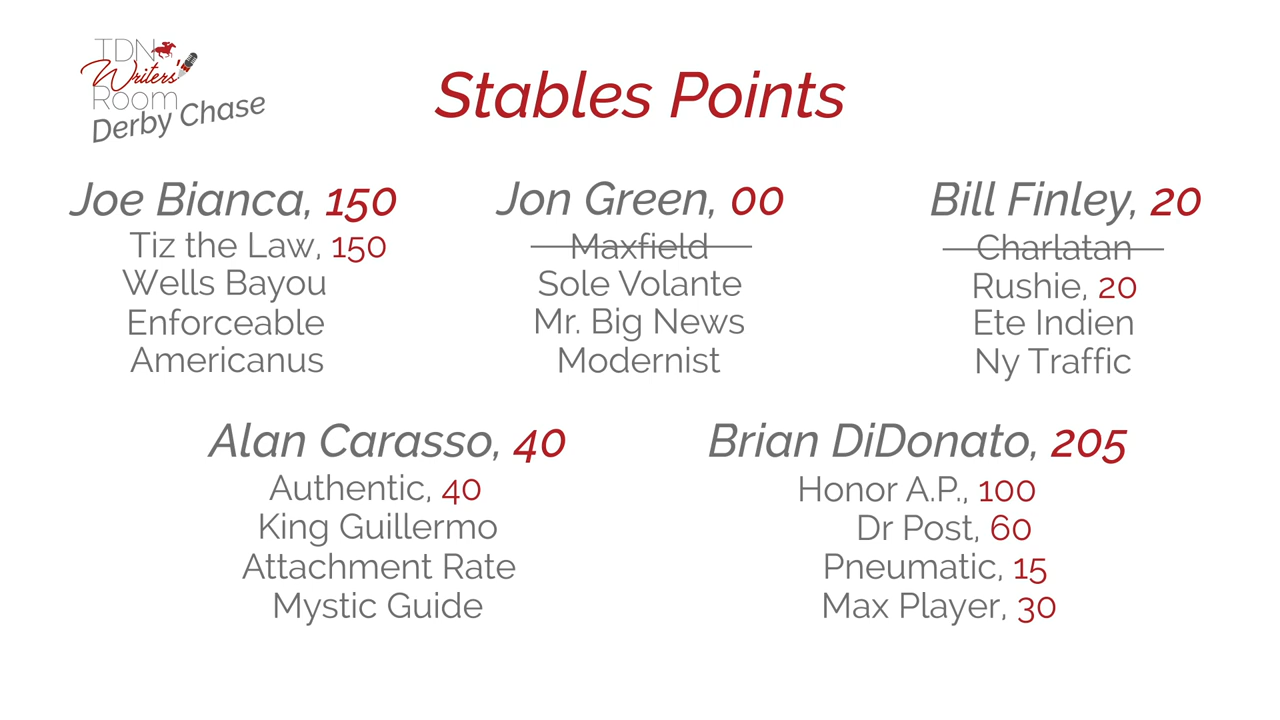 TDN
Writers'
Room
Derby Chase
Stables Points
Joe Bianca, 150
Tiz the Law, 150
Wells Bayou
Enforceable
Americanus
Jon Green, 00
Maxfield
Sole Volante
Mr. Big News
Modernist
Bill Finley, 20
Charlatan
Rushie, 20
Ete Indien
Ny Traffic
Alan Carasso, 40
Authentic, 40
King Guillermo
Attachment Rate
Mystic Guide
Brian DiDonato, 205
Honor A.P., 100
Dr Post, 60
Pneumatic, 15
Max Player, 30